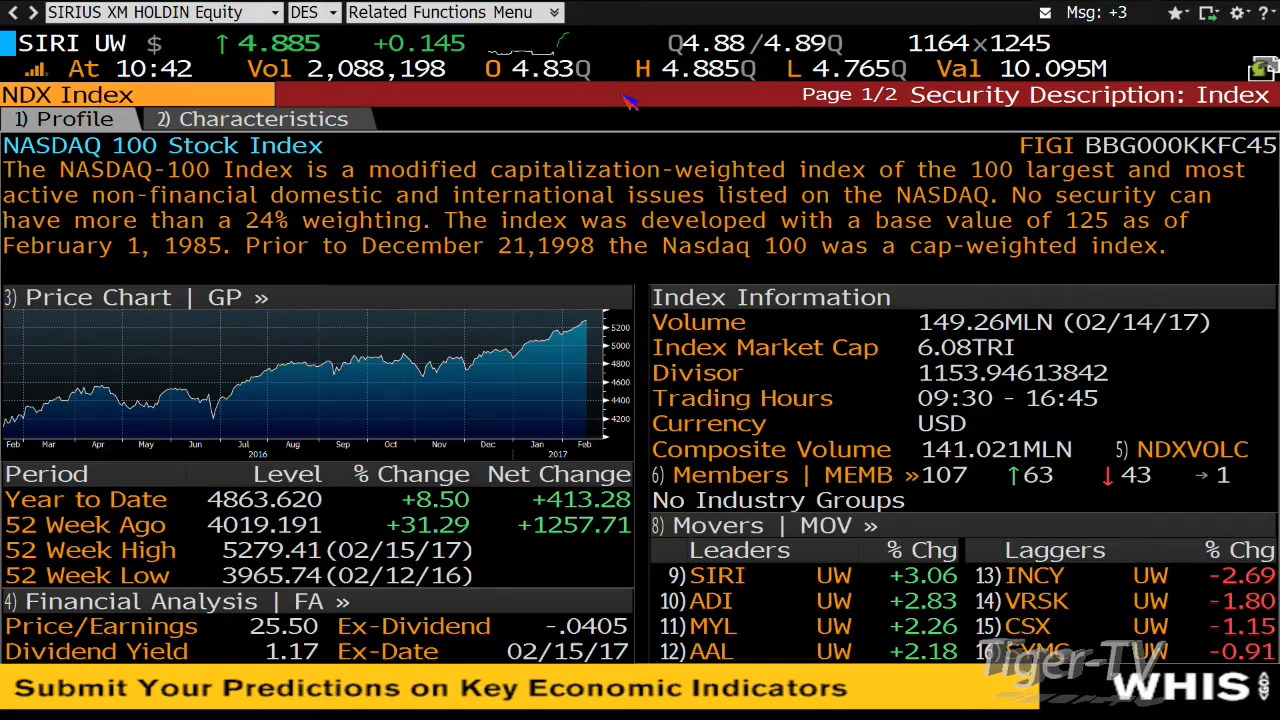 SIRIUS XM HOLDIN Equity DES Related Functions Menu Msg: +3
SIRI UW $ ↑ 4.885 +0.145 Q4.88 /4.89Q 1164x1245
At 10:42 Vol 2,088,198 O 4.83Q H 4.885Q L 4.765Q Val 10.095M
NDX Index Page 1/2 Security Description: Index
1) Profile 2) Characteristics
NASDAQ 100 Stock Index FIGI BBG000KKFC45
The NASDAQ-100 Index is a modified capitalization-weighted index of the 100 largest and most
active non-financial domestic and international issues listed on the NASDAQ. No security can
have more than a 24% weighting. The index was developed with a base value of 125 as of
February 1, 1985. Prior to December 21,1998 the Nasdaq 100 was a cap-weighted index.
3) Price Chart | GP »
5200
5000
4800
4600
4400
4200
Feb Mar Apr May Jun Jul Aug Sep Oct Nov Dec Jan Feb
2016 2017
Period Level % Change Net Change
Year to Date 4863.620 +8.50 +413.28
52 Week Ago 4019.191 +31.29 +1257.71
52 Week High 5279.41 (02/15/17)
52 Week Low 3965.74 (02/12/16)
4) Financial Analysis | FA »
Price/Earnings 25.50 Ex-Dividend -.0405
Dividend Yield 1.17 Ex-Date 02/15/17
Index Information
Volume 149.26MLN (02/14/17)
Index Market Cap 6.08TRI
Divisor 1153.94613842
Trading Hours 09:30 - 16:45
Currency USD
Composite Volume 141.021MLN 5) NDXVOLC
6) Members | MEMB » 107 ↑63 ↓43 →1
No Industry Groups
8) Movers | MOV »
Leaders % Chg Laggers % Chg
9) SIRI UW +3.06 13) INCY UW -2.69
10) ADI UW +2.83 14) VRSK UW -1.80
11) MYL UW +2.26 15) CSX UW -1.15
12) AAL UW +2.18 16) SYMC UW -0.91
Tiger-TV
Submit Your Predictions on Key Economic Indicators WHIS GO